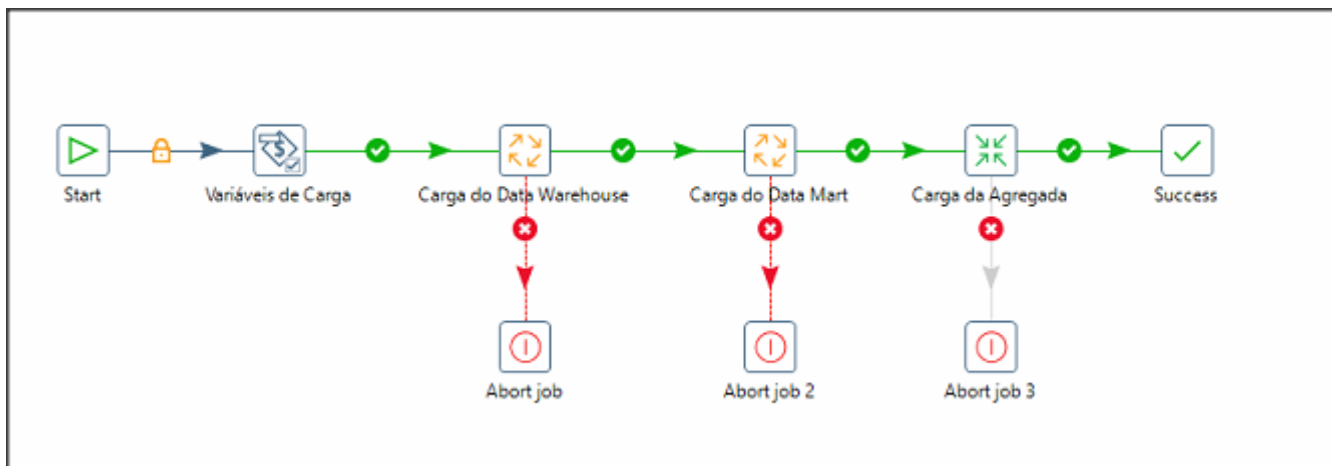 Start
Variáveis de Carga
Carga do Data Warehouse
Carga do Data Mart
Carga da Agregada
Success
Abort job
Abort job 2
Abort job 3